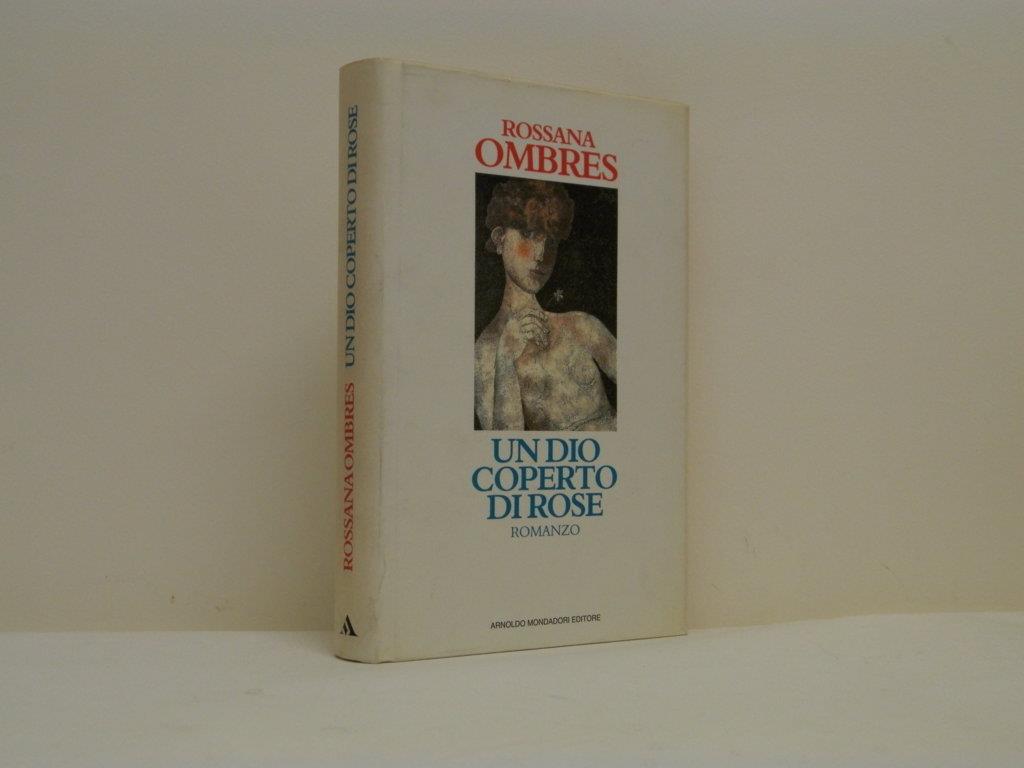 ROSSANA OMBRES UN DIO COPERTO DI ROSE
ROSSANA
OMBRES
UN DIO
COPERTO
DI ROSE
ROMANZO
ARNOLDO MONDADORI EDITORE